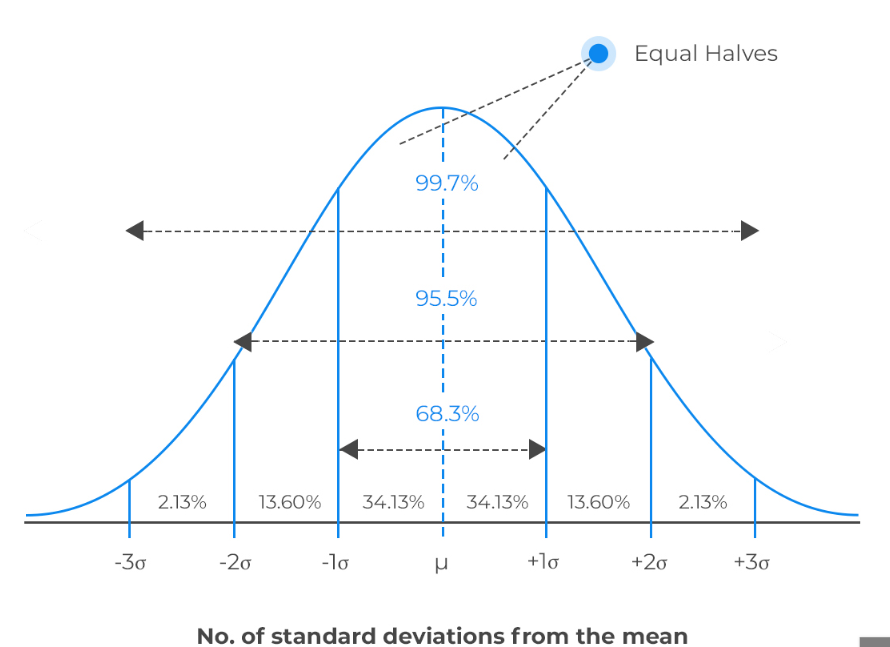 Equal Halves
99.7%
95.5%
68.3%
2.13% 13.60% 34.13% 34.13% 13.60% 2.13%
-3σ -2σ -1σ μ +1σ +2σ +3σ
No. of standard deviations from the mean